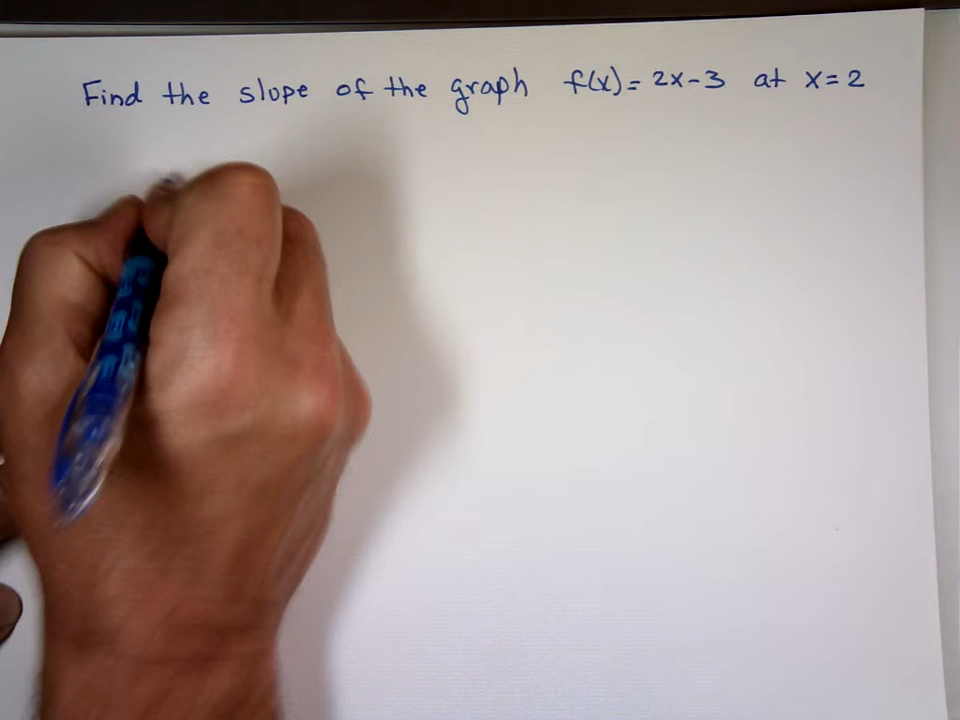 Find the slope of the graph f(x)= 2x-3 at x=2